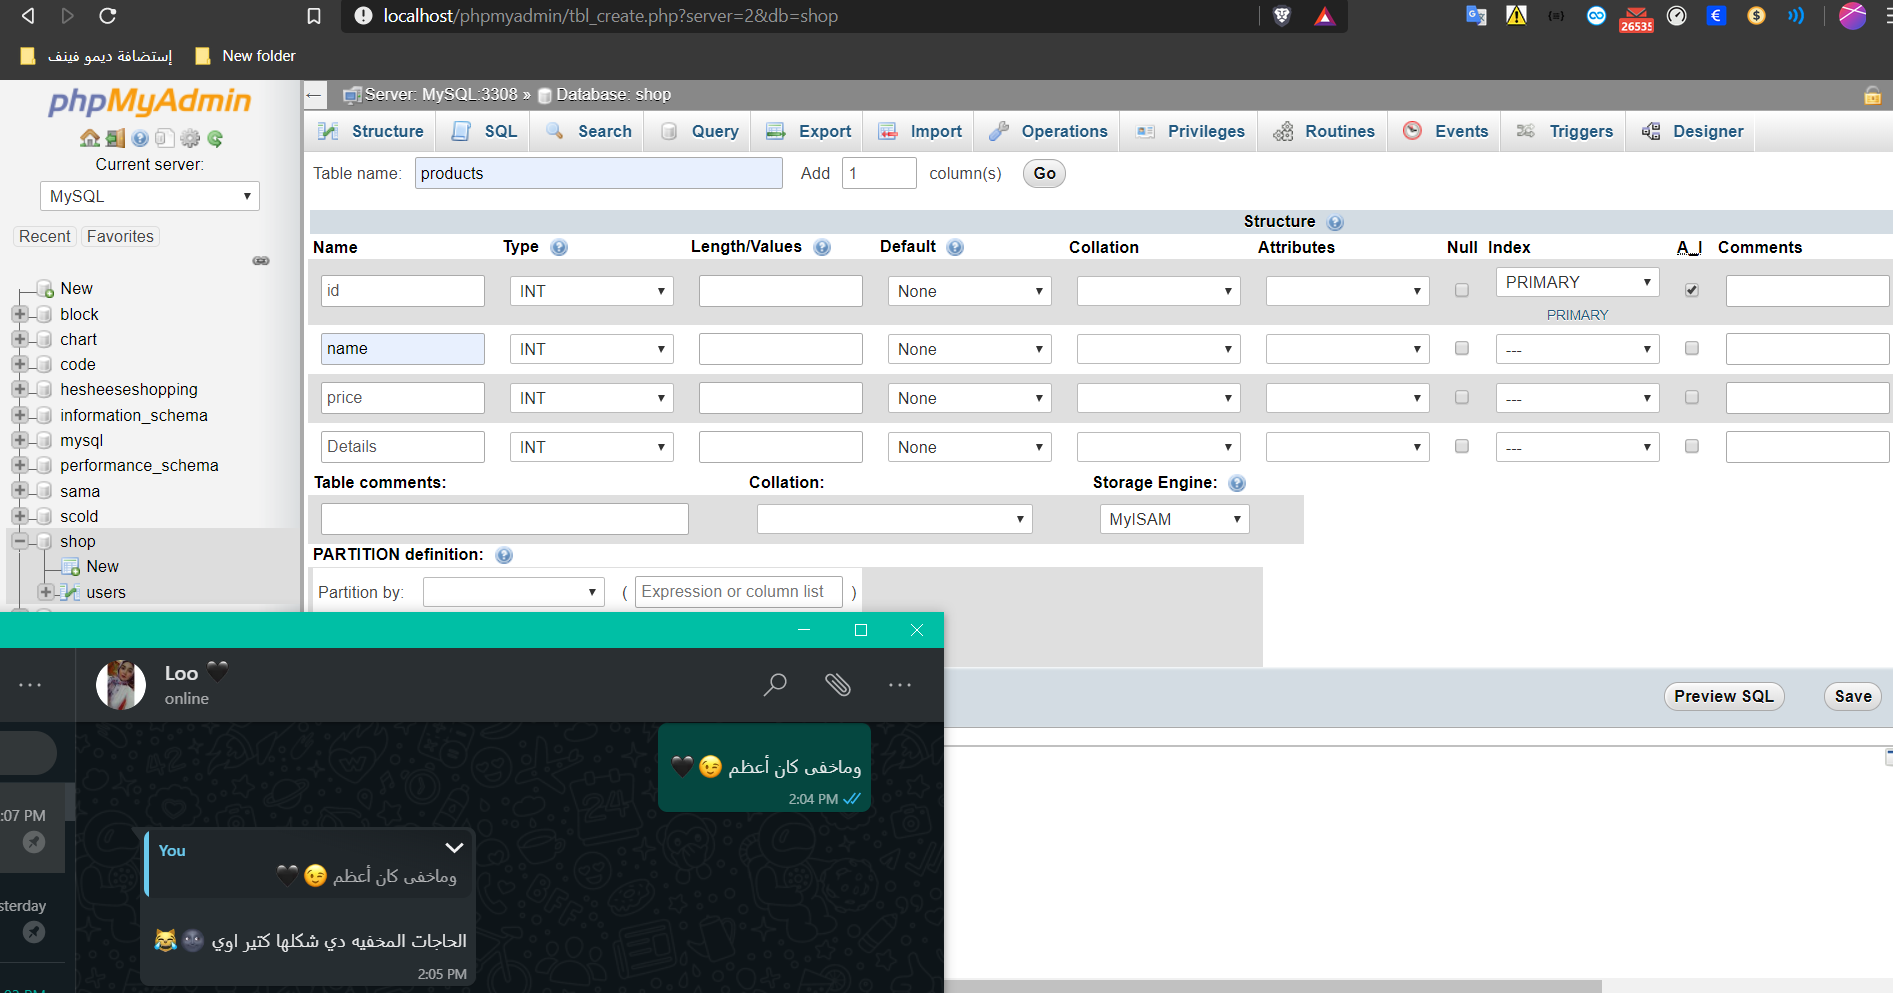 localhost/phpmyadmin/tbl_create.php?server=2&db=shop
26535
إستضافة ديمو فينف
New folder
phpMyAdmin
Current server:
MySQL
Recent
Favorites
New
block
chart
code
hesheeseshopping
information_schema
mysql
performance_schema
sama
scold
shop
New
users
Server: MySQL:3308 » Database: shop
Structure SQL Search Query Export Import Operations Privileges Routines Events Triggers Designer
Table name: products Add 1 column(s) Go
Structure
Name Type Length/Values Default Collation Attributes Null Index A_I Comments
id INT None PRIMARY
PRIMARY
name INT None ---
price INT None ---
Details INT None ---
Table comments: Collation: Storage Engine:
MyISAM
PARTITION definition:
Partition by: ( Expression or column list )
Preview SQL Save
Loo 🖤
online
وماخفى كان أعظم 😉 🖤
2:04 PM
:07 PM
You
وماخفى كان أعظم 😉 🖤
sterday
الحاجات المخفيه دي شكلها كتير اوي 🌚 😹
2:05 PM